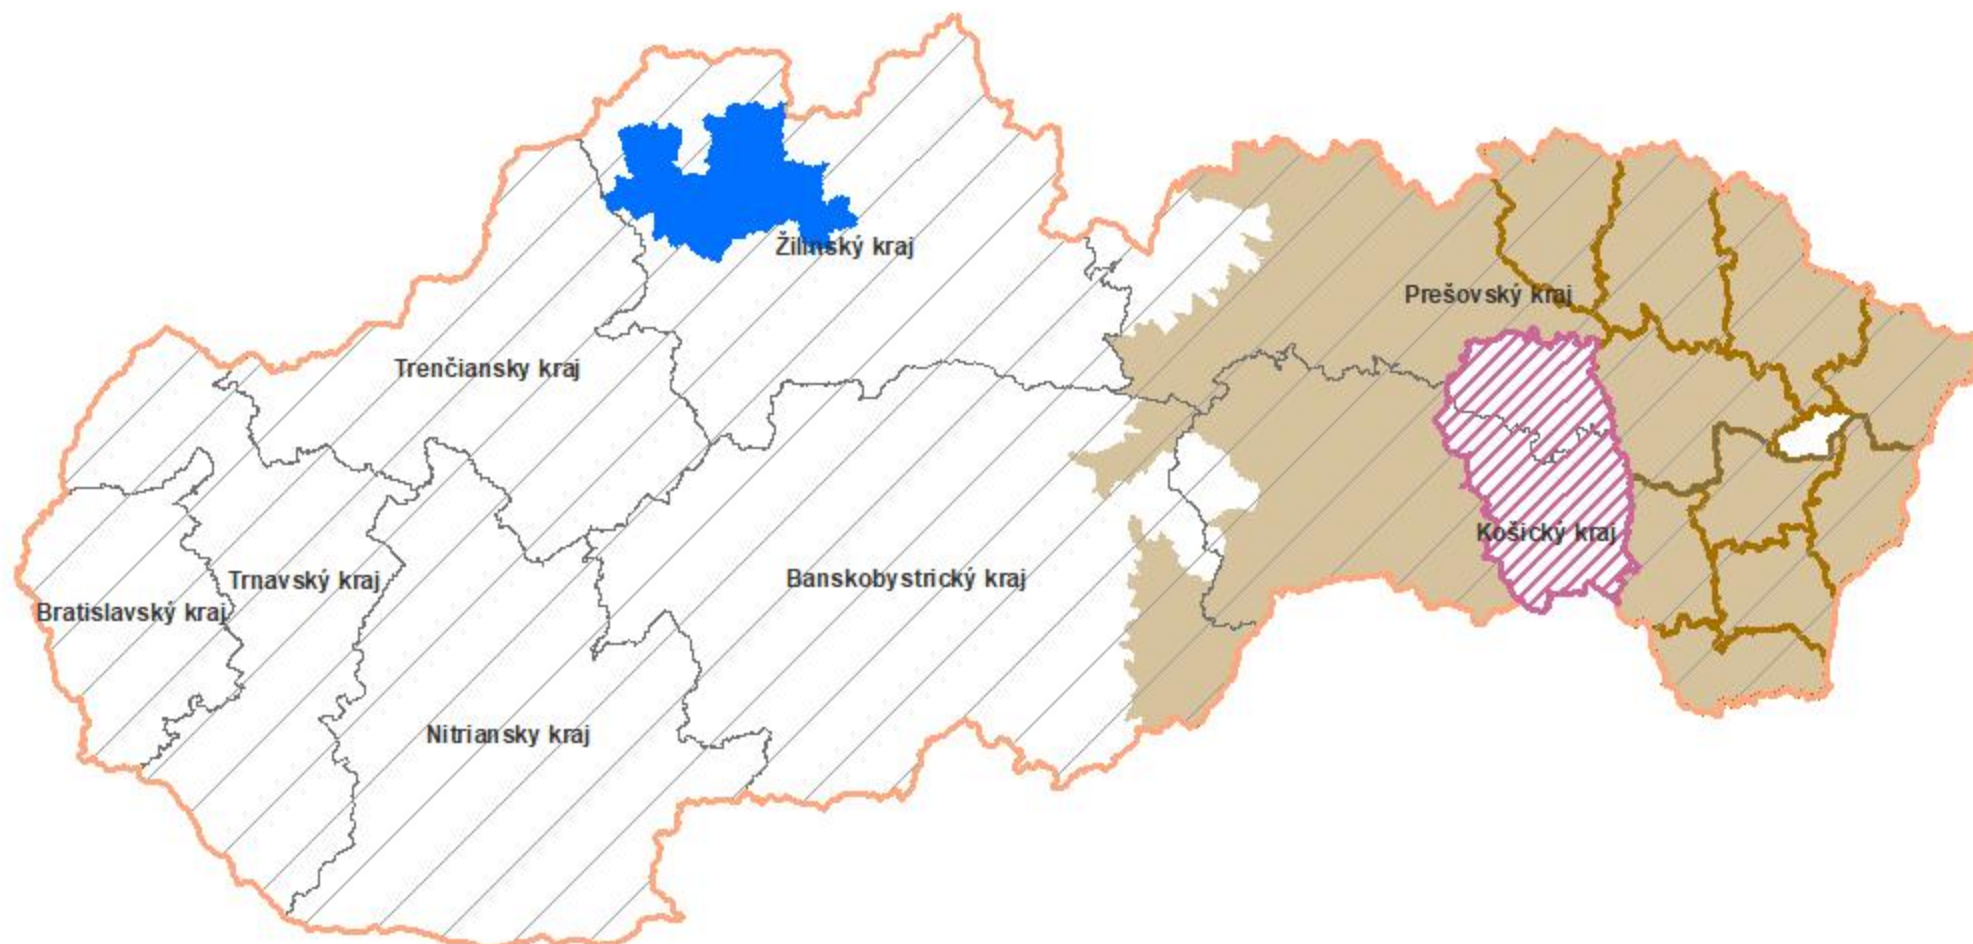 Žilinský kraj
Prešovský kraj
Trenčiansky kraj
Košický kraj
Banskobystrický kraj
Trnavský kraj
Bratislavský kraj
Nitriansky kraj